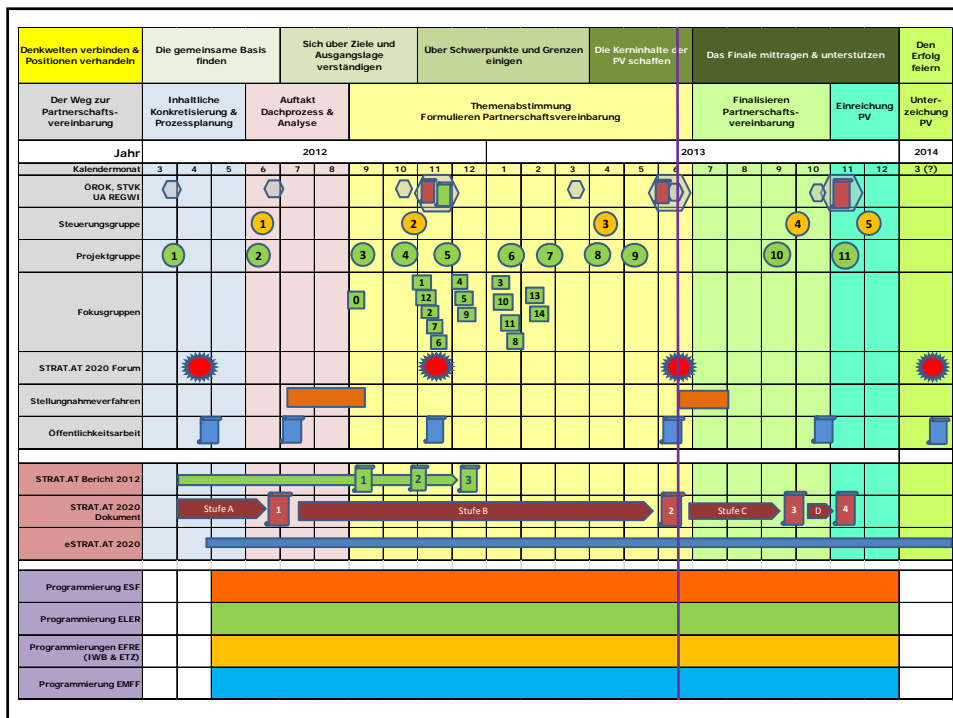 Denkwelten verbinden &
Positionen verhandeln
Die gemeinsame Basis
finden
Sich über Ziele und
Ausgangslage
verständigen
Über Schwerpunkte und Grenzen
einigen
Die Kerninhalte der
PV schaffen
Das Finale mittragen & unterstützen
Den
Erfolg
feiern
Der Weg zur
Partnerschafts-
vereinbarung
Inhaltliche
Konkretisierung &
Prozessplanung
Auftakt
Dachprozess &
Analyse
Themenabstimmung
Formulieren Partnerschaftsvereinbarung
Finalisieren
Partnerschafts-
vereinbarung
Einreichung
PV
Unter-
zeichung
PV
Jahr 2012 2013 2014
Kalendermonat 3 4 5 6 7 8 9 10 11 12 1 2 3 4 5 6 7 8 9 10 11 12 3 (?)
ÖROK, STVK
UA REGWI
Steuerungsgruppe 1 2 3 4 5
Projektgruppe 1 2 3 4 5 6 7 8 9 10 11
Fokusgruppen
0
1 4 3
12 5 10 13
2 9 14
7 11
6 8
STRAT.AT 2020 Forum
Stellungnahmeverfahren
Öffentlichkeitsarbeit
STRAT.AT Bericht 2012 1 2 3
STRAT.AT 2020
Dokument
Stufe A 1 Stufe B 2 Stufe C 3 D 4
eSTRAT.AT 2020
Programmierung ESF
Programmierung ELER
Programmierungen EFRE
(IWB & ETZ)
Programmierung EMFF